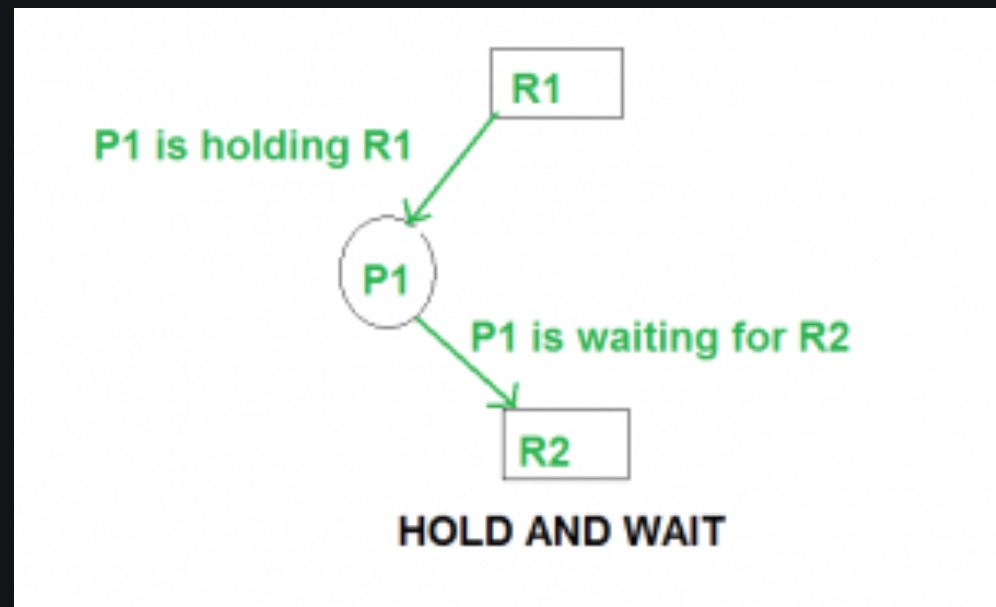 R1
P1 is holding R1
P1
P1 is waiting for R2
R2
HOLD AND WAIT